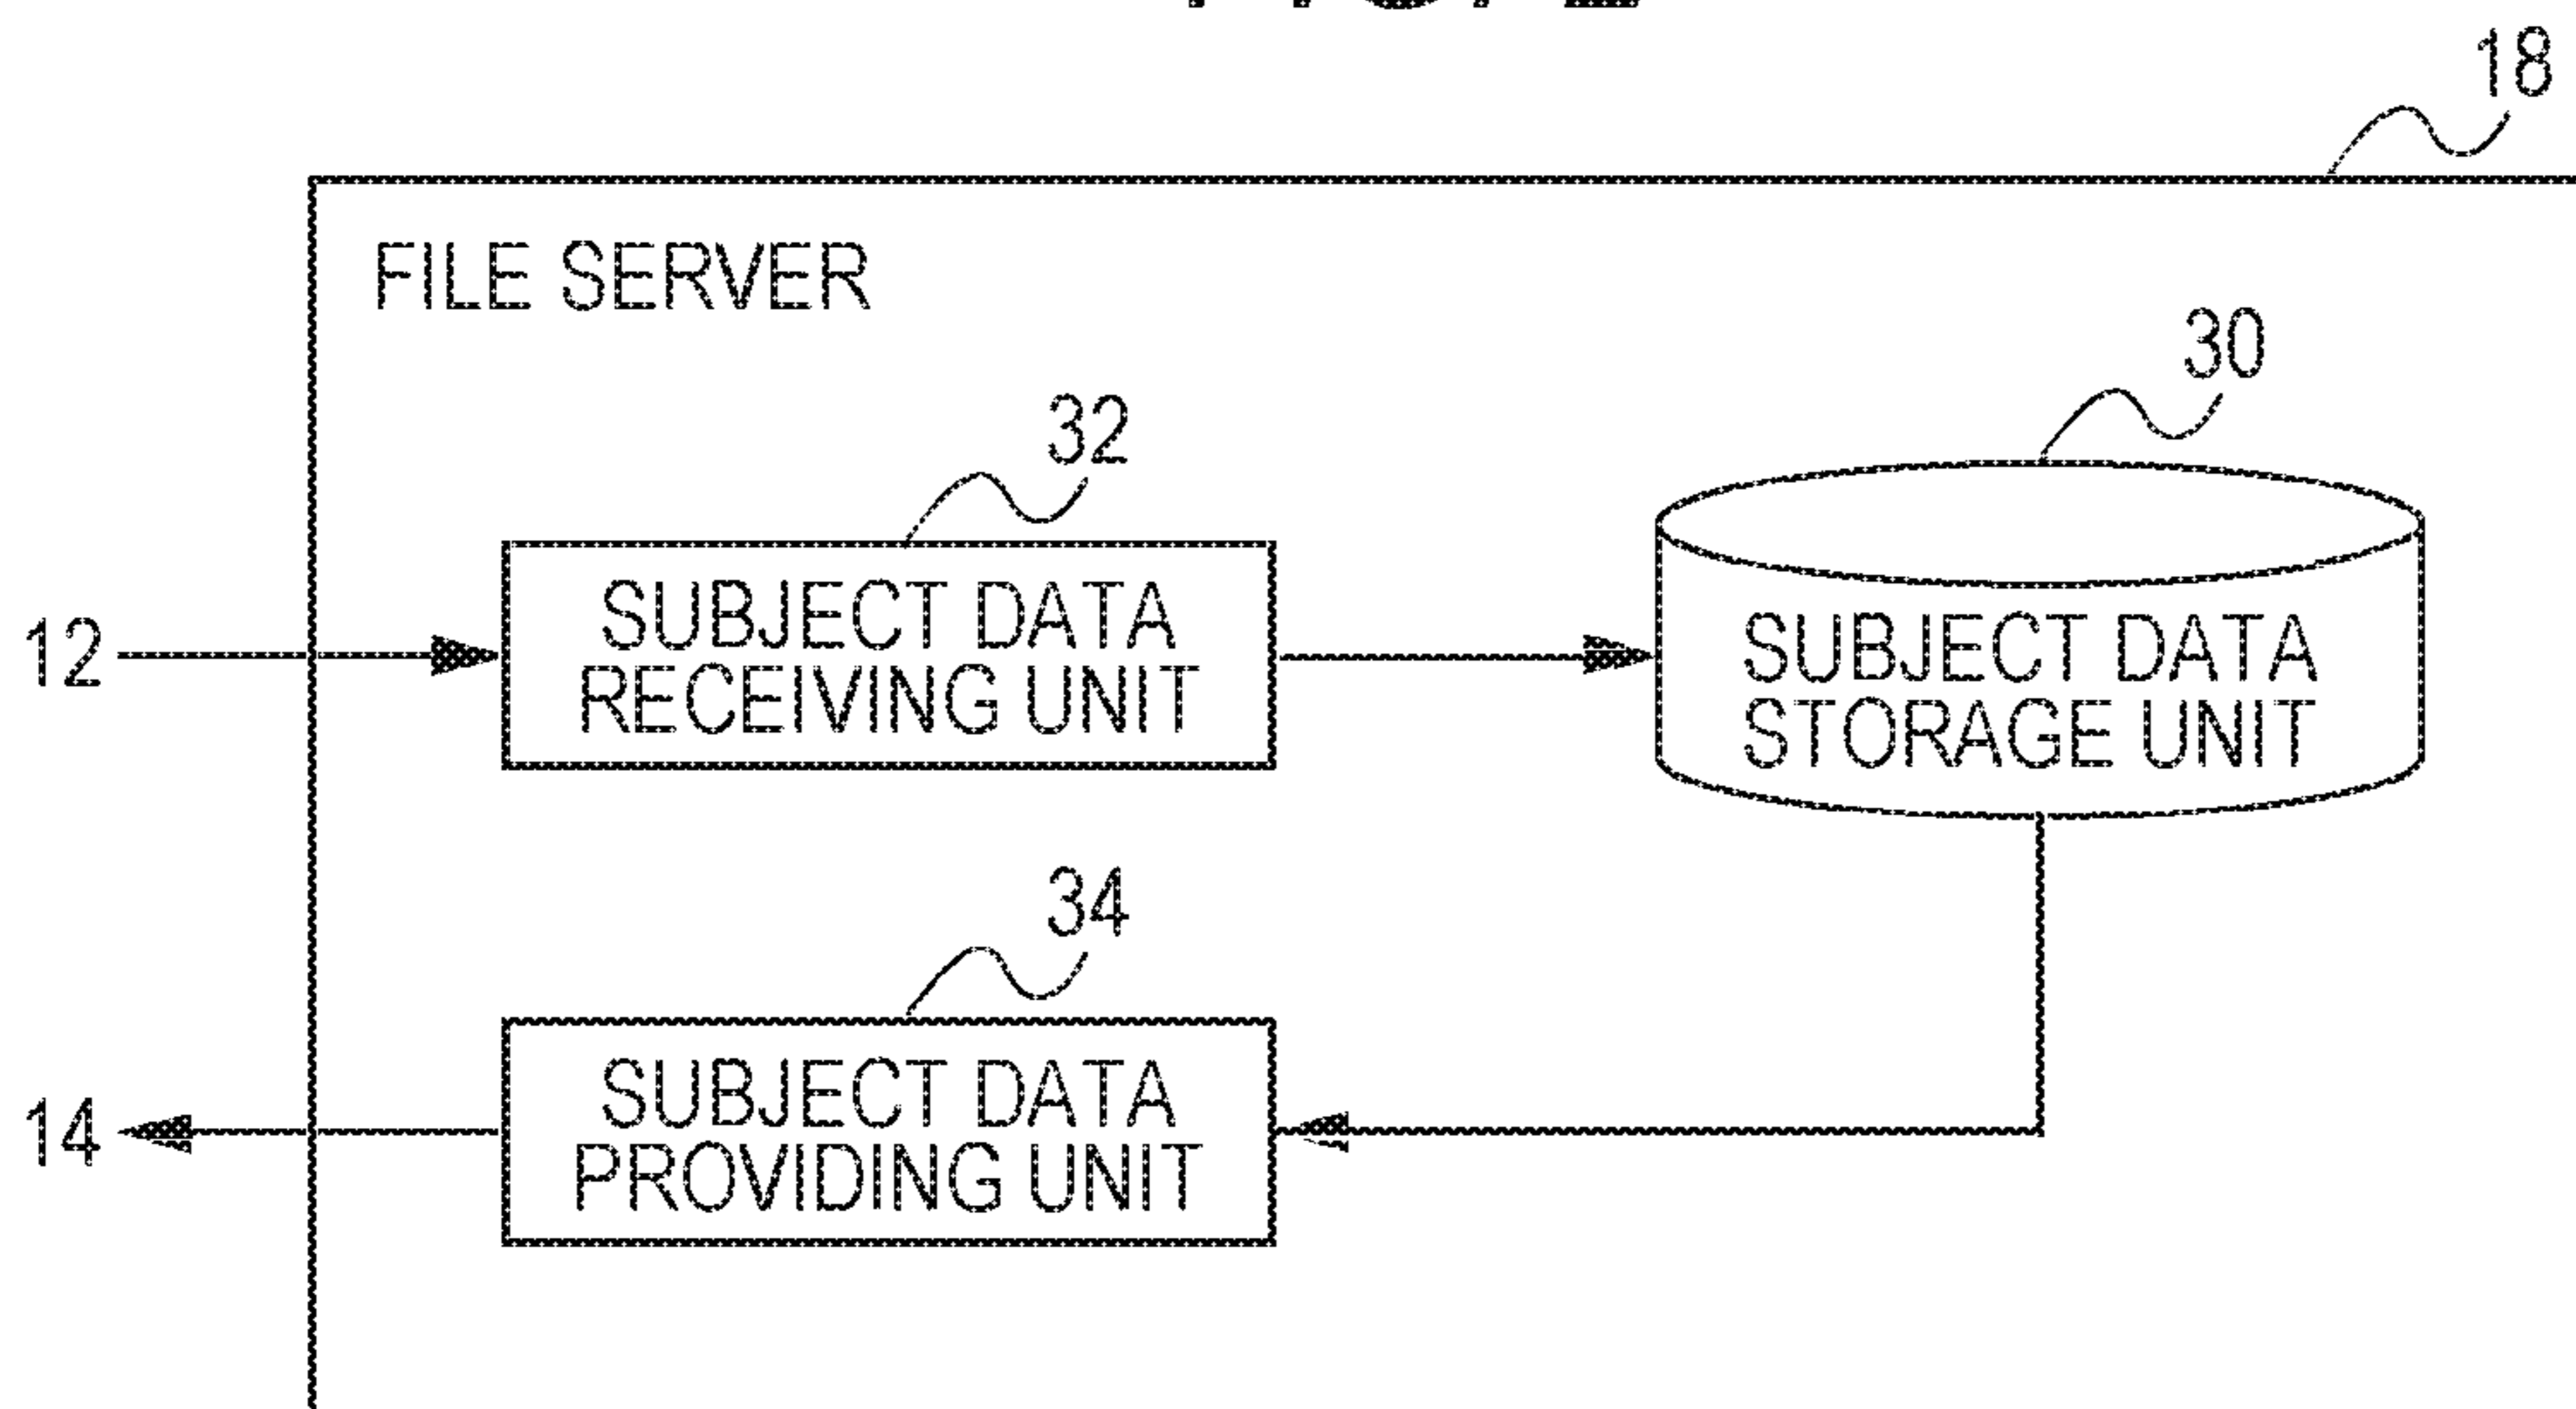 18
FILE SERVER
30
32
12
SUBJECT DATA
RECEIVING UNIT
SUBJECT DATA
STORAGE UNIT
34
14
SUBJECT DATA
PROVIDING UNIT